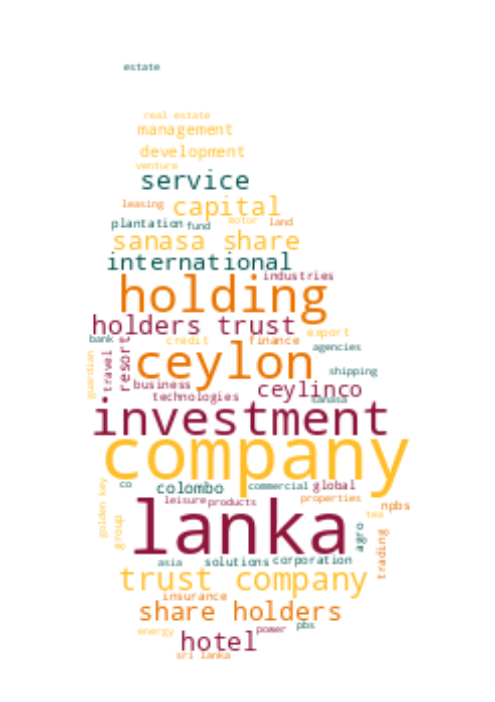 estate
real estate
management
development
venture
service
leasing capital
plantation fund motor land
sanasa share
international
industries
holding
holders trust
export
bank credit finance
agencies
ceylon
guardian
travel
resort
shipping
business ceylinco
technologies sanasa
investment
company
golden key
co colombo commercial global
leisure products properties
npbs
group
lanka
tea
agro
trading
asia solutions corporation
trust company
insurance
share holders
energy power pbs
hotel
sri lanka